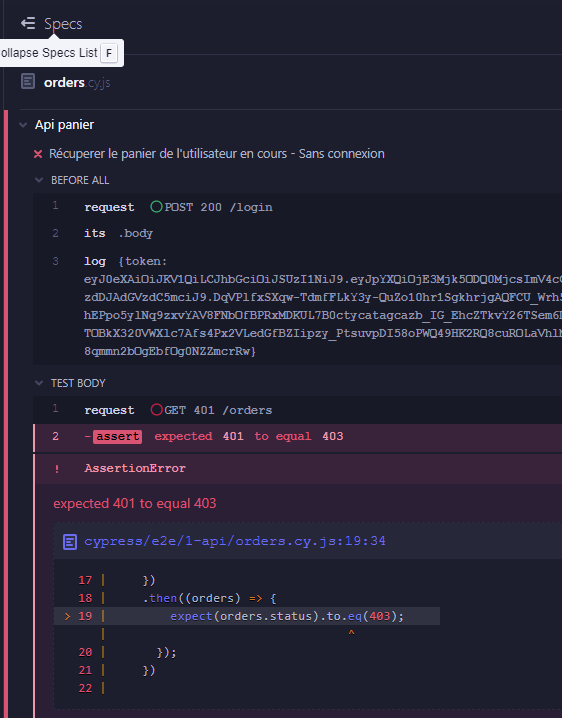 Specs
ollapse Specs List F
orders.cy.js
Api panier
Récuperer le panier de l'utilisateur en cours - Sans connexion
BEFORE ALL
1 request POST 200 /login
2 its .body
3 log {token:
TEST BODY
1 request GET 401 /orders
2 -assert expected 401 to equal 403
! AssertionError
expected 401 to equal 403
cypress/e2e/1-api/orders.cy.js:19:34
17 | })
18 | .then((orders) => {
> 19 | expect(orders.status).to.eq(403);
| ^
20 | });
21 | })
22 |